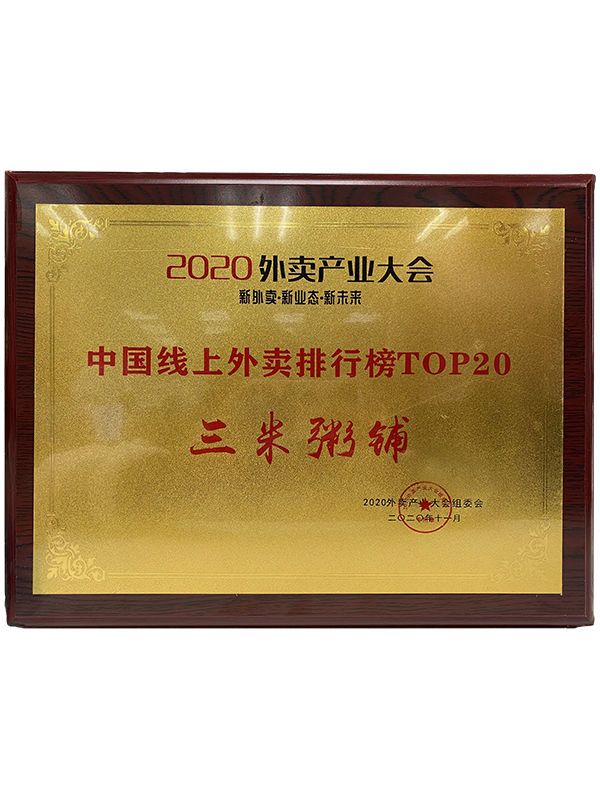 2020外卖产业大会
新外卖·新业态·新未来
中国线上外卖排行榜TOP20
三米粥铺
2020外卖产业大会组委会
二〇二〇年十一月